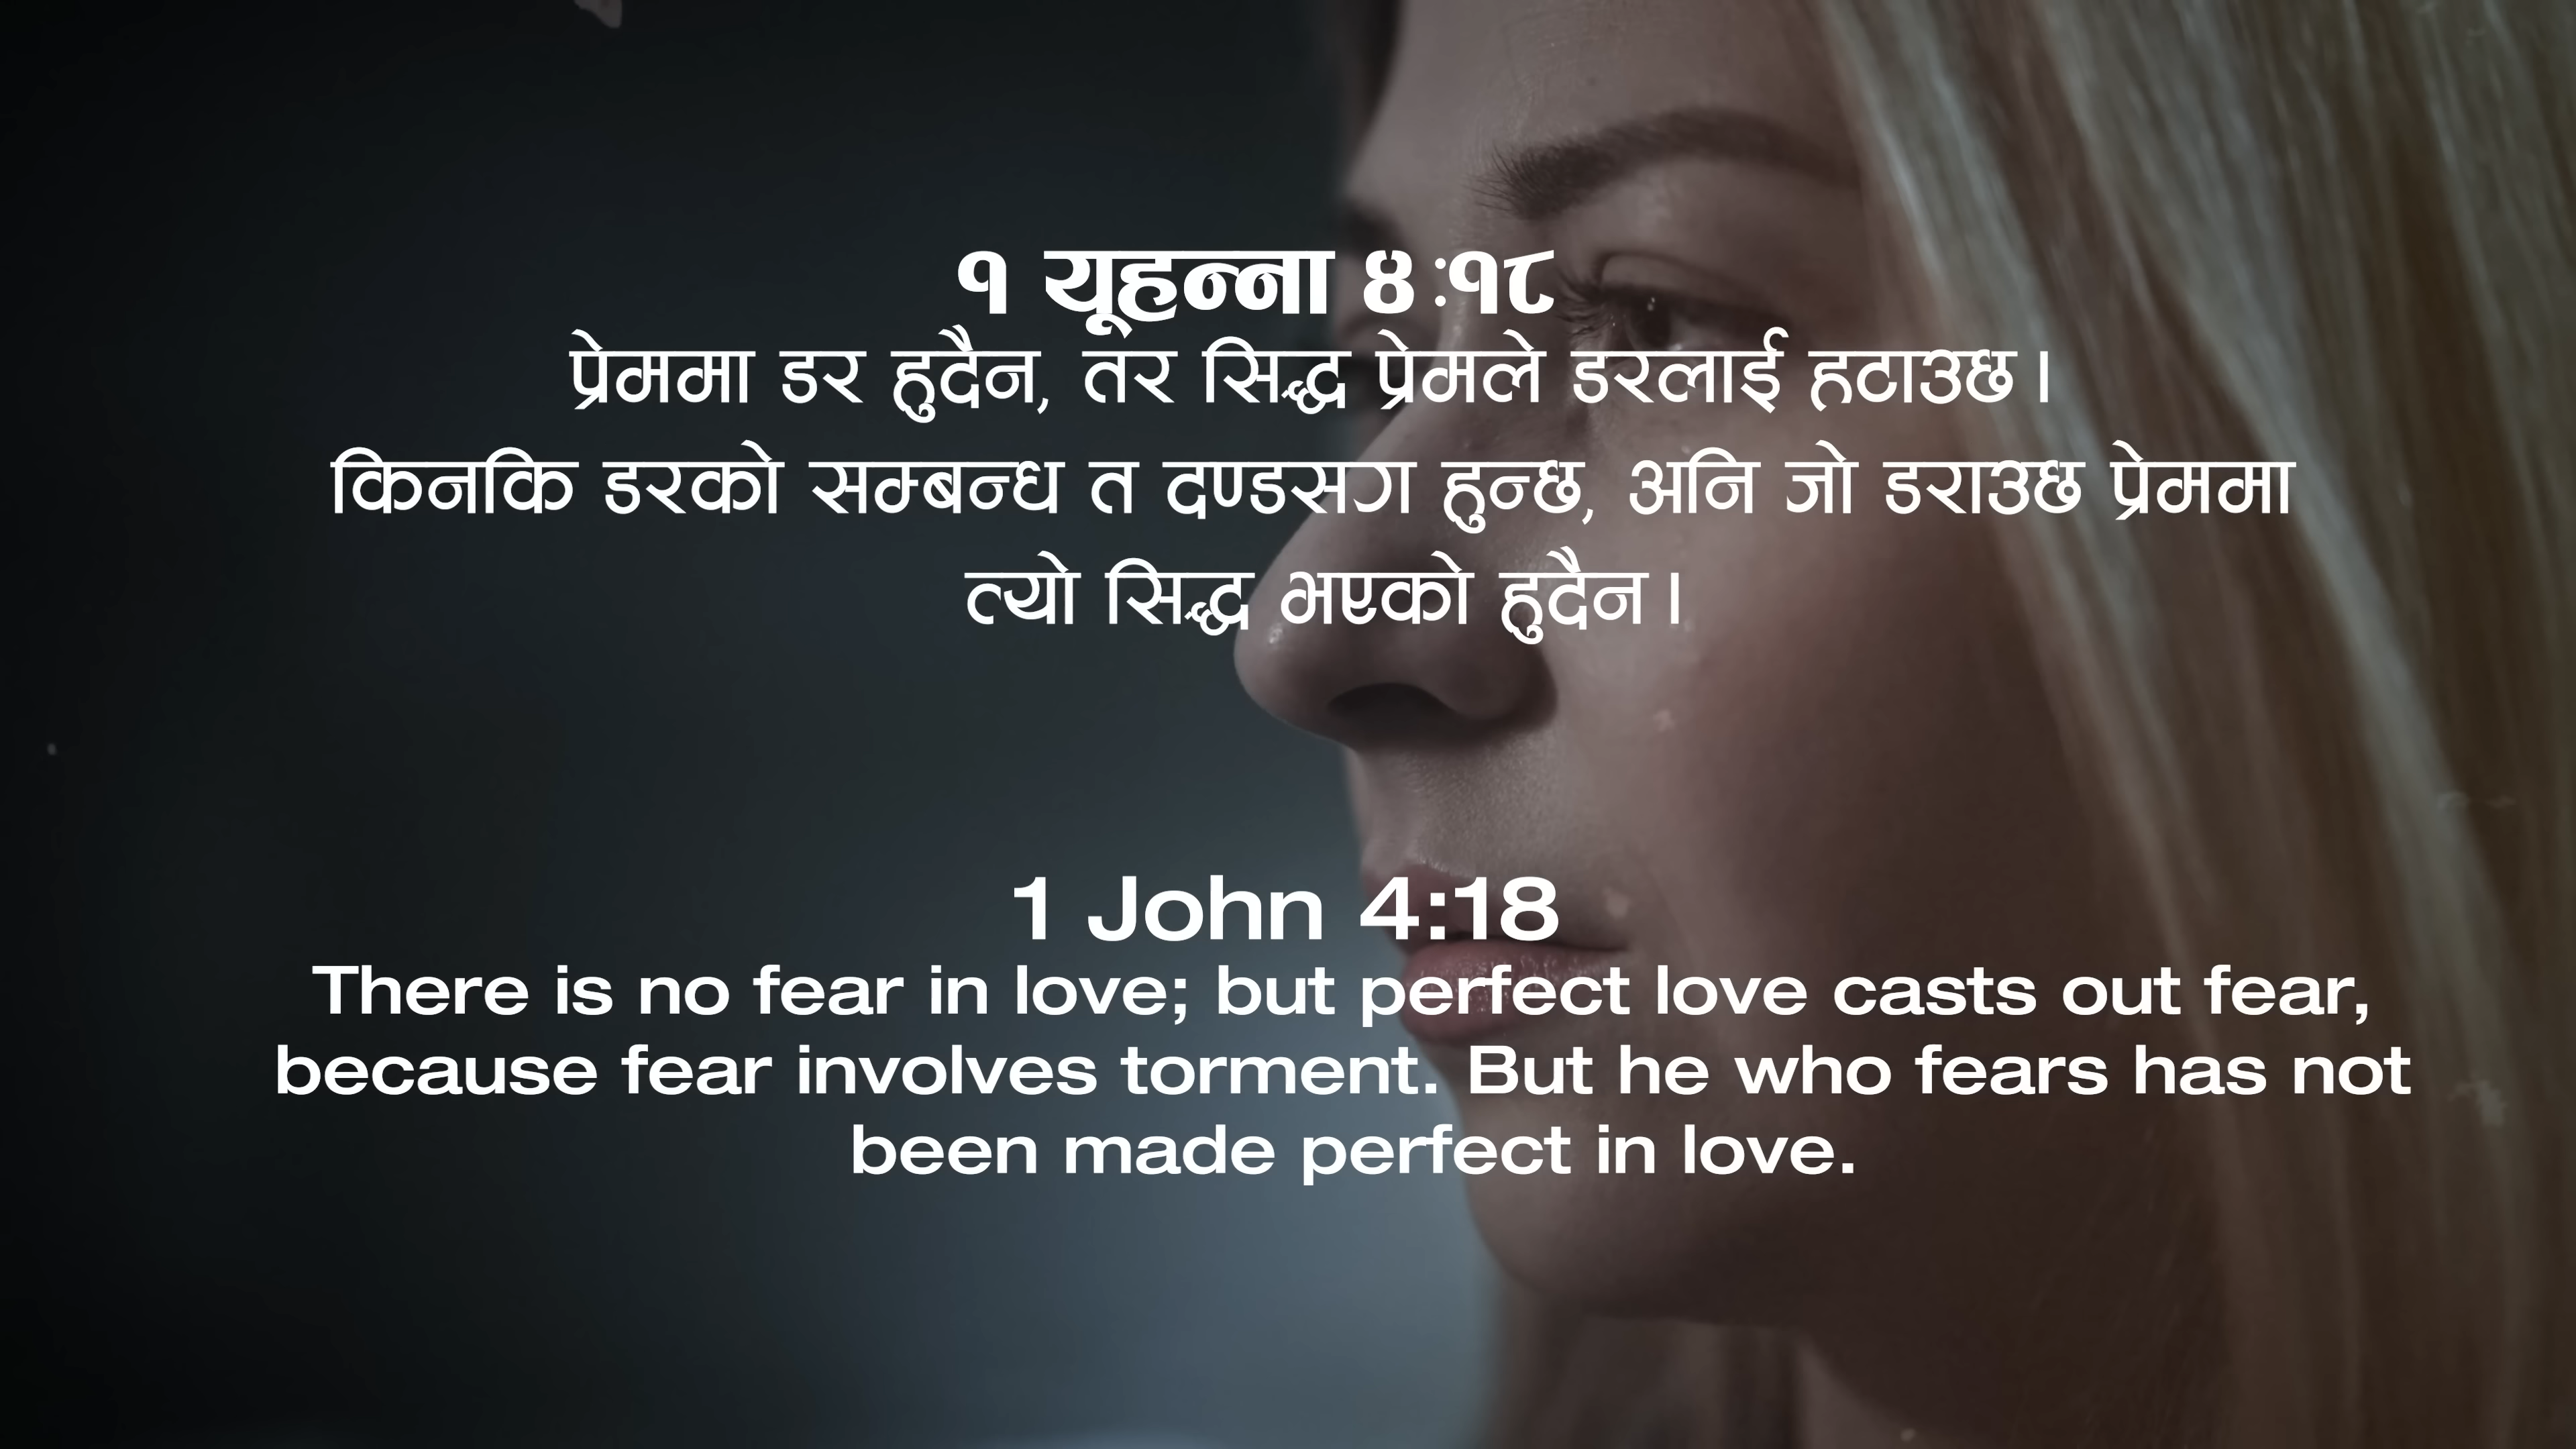 १ यूहन्ना ४ः१८
प्रेममा डर हुदैन, तर सिद्ध प्रेमले डरलाई हटाउछ।
किनकि डरको सम्बन्ध त दण्डसग हुन्छ, अनि जो डराउछ प्रेममा
त्यो सिद्ध भएको हुदैन।
1 John 4:18
There is no fear in love; but perfect love casts out fear,
because fear involves torment. But he who fears has not
been made perfect in love.